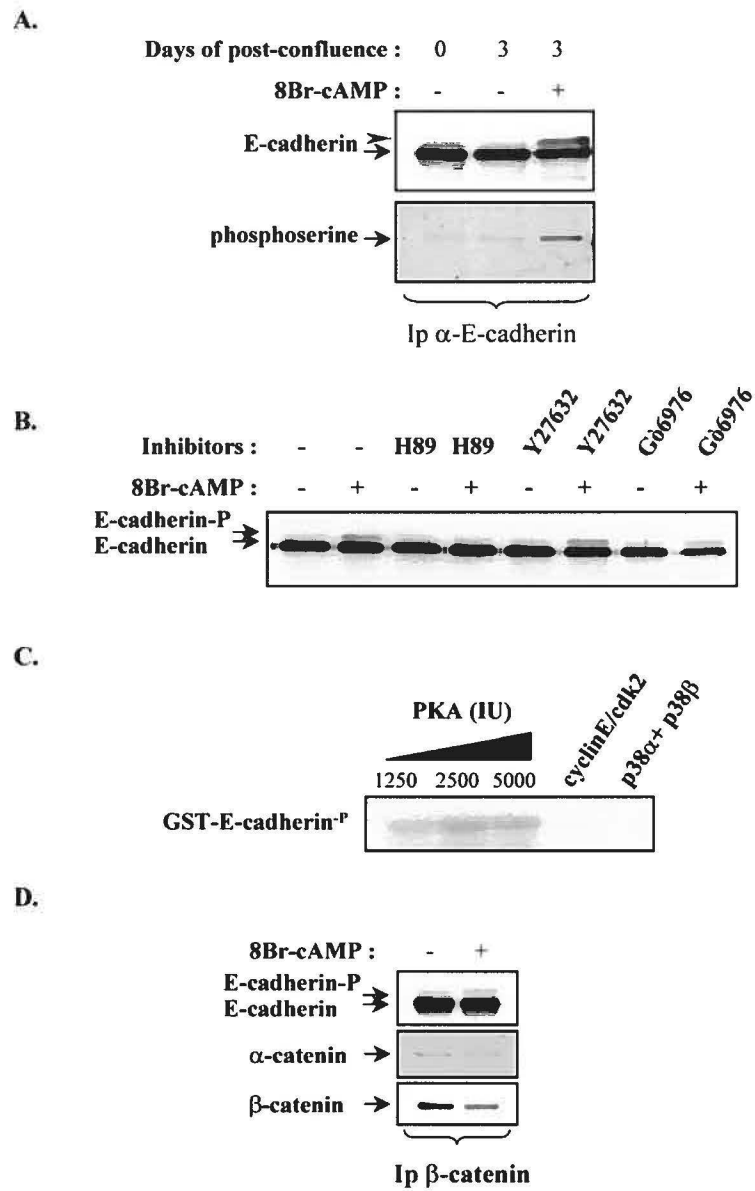 A.
Days of post-confluence : 0 3 3
8Br-cAMP : - - +
E-cadherin
phosphoserine
Ip α-E-cadherin
B.
Inhibitors : - - H89 H89 Y27632 Y27632 Gö6976 Gö6976
8Br-cAMP : - + - + - + - +
E-cadherin-P
E-cadherin
C.
PKA (IU) cyclinE/cdk2 p38α+ p38β
1250 2500 5000
GST-E-cadherin-P
D.
8Br-cAMP : - +
E-cadherin-P
E-cadherin
α-catenin
β-catenin
Ip β-catenin